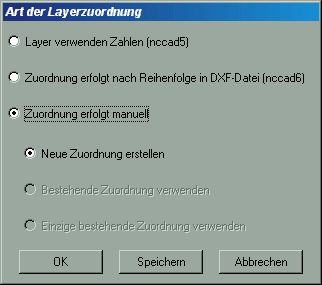 Art der Layerzuordnung
Layer verwenden Zahlen (nccad5)
Zuordnung erfolgt nach Reihenfolge in DXF-Datei (nccad6)
Zuordnung erfolgt manuell
Neue Zuordnung erstellen
Bestehende Zuordnung verwenden
Einzige bestehende Zuordnung verwenden
OK
Speichern
Abbrechen